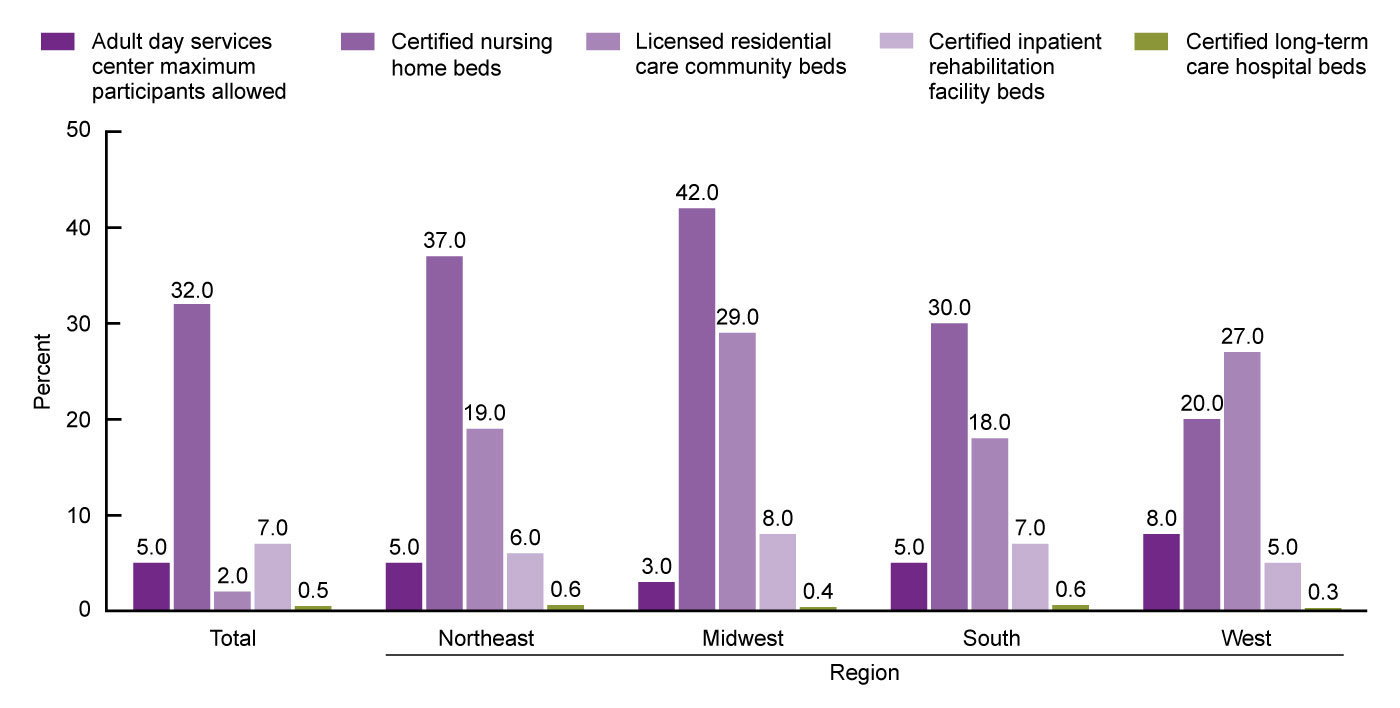 Adult day services
center maximum
participants allowed
Certified nursing
home beds
Licensed residential
care community beds
Certified inpatient
rehabilitation
facility beds
Certified long-term
care hospital beds
Percent
50
40
30
20
10
0
5.0
32.0
2.0
7.0
0.5
5.0
37.0
19.0
6.0
0.6
3.0
42.0
29.0
8.0
0.4
5.0
30.0
18.0
7.0
0.6
8.0
20.0
27.0
5.0
0.3
Total
Northeast
Midwest
South
West
Region